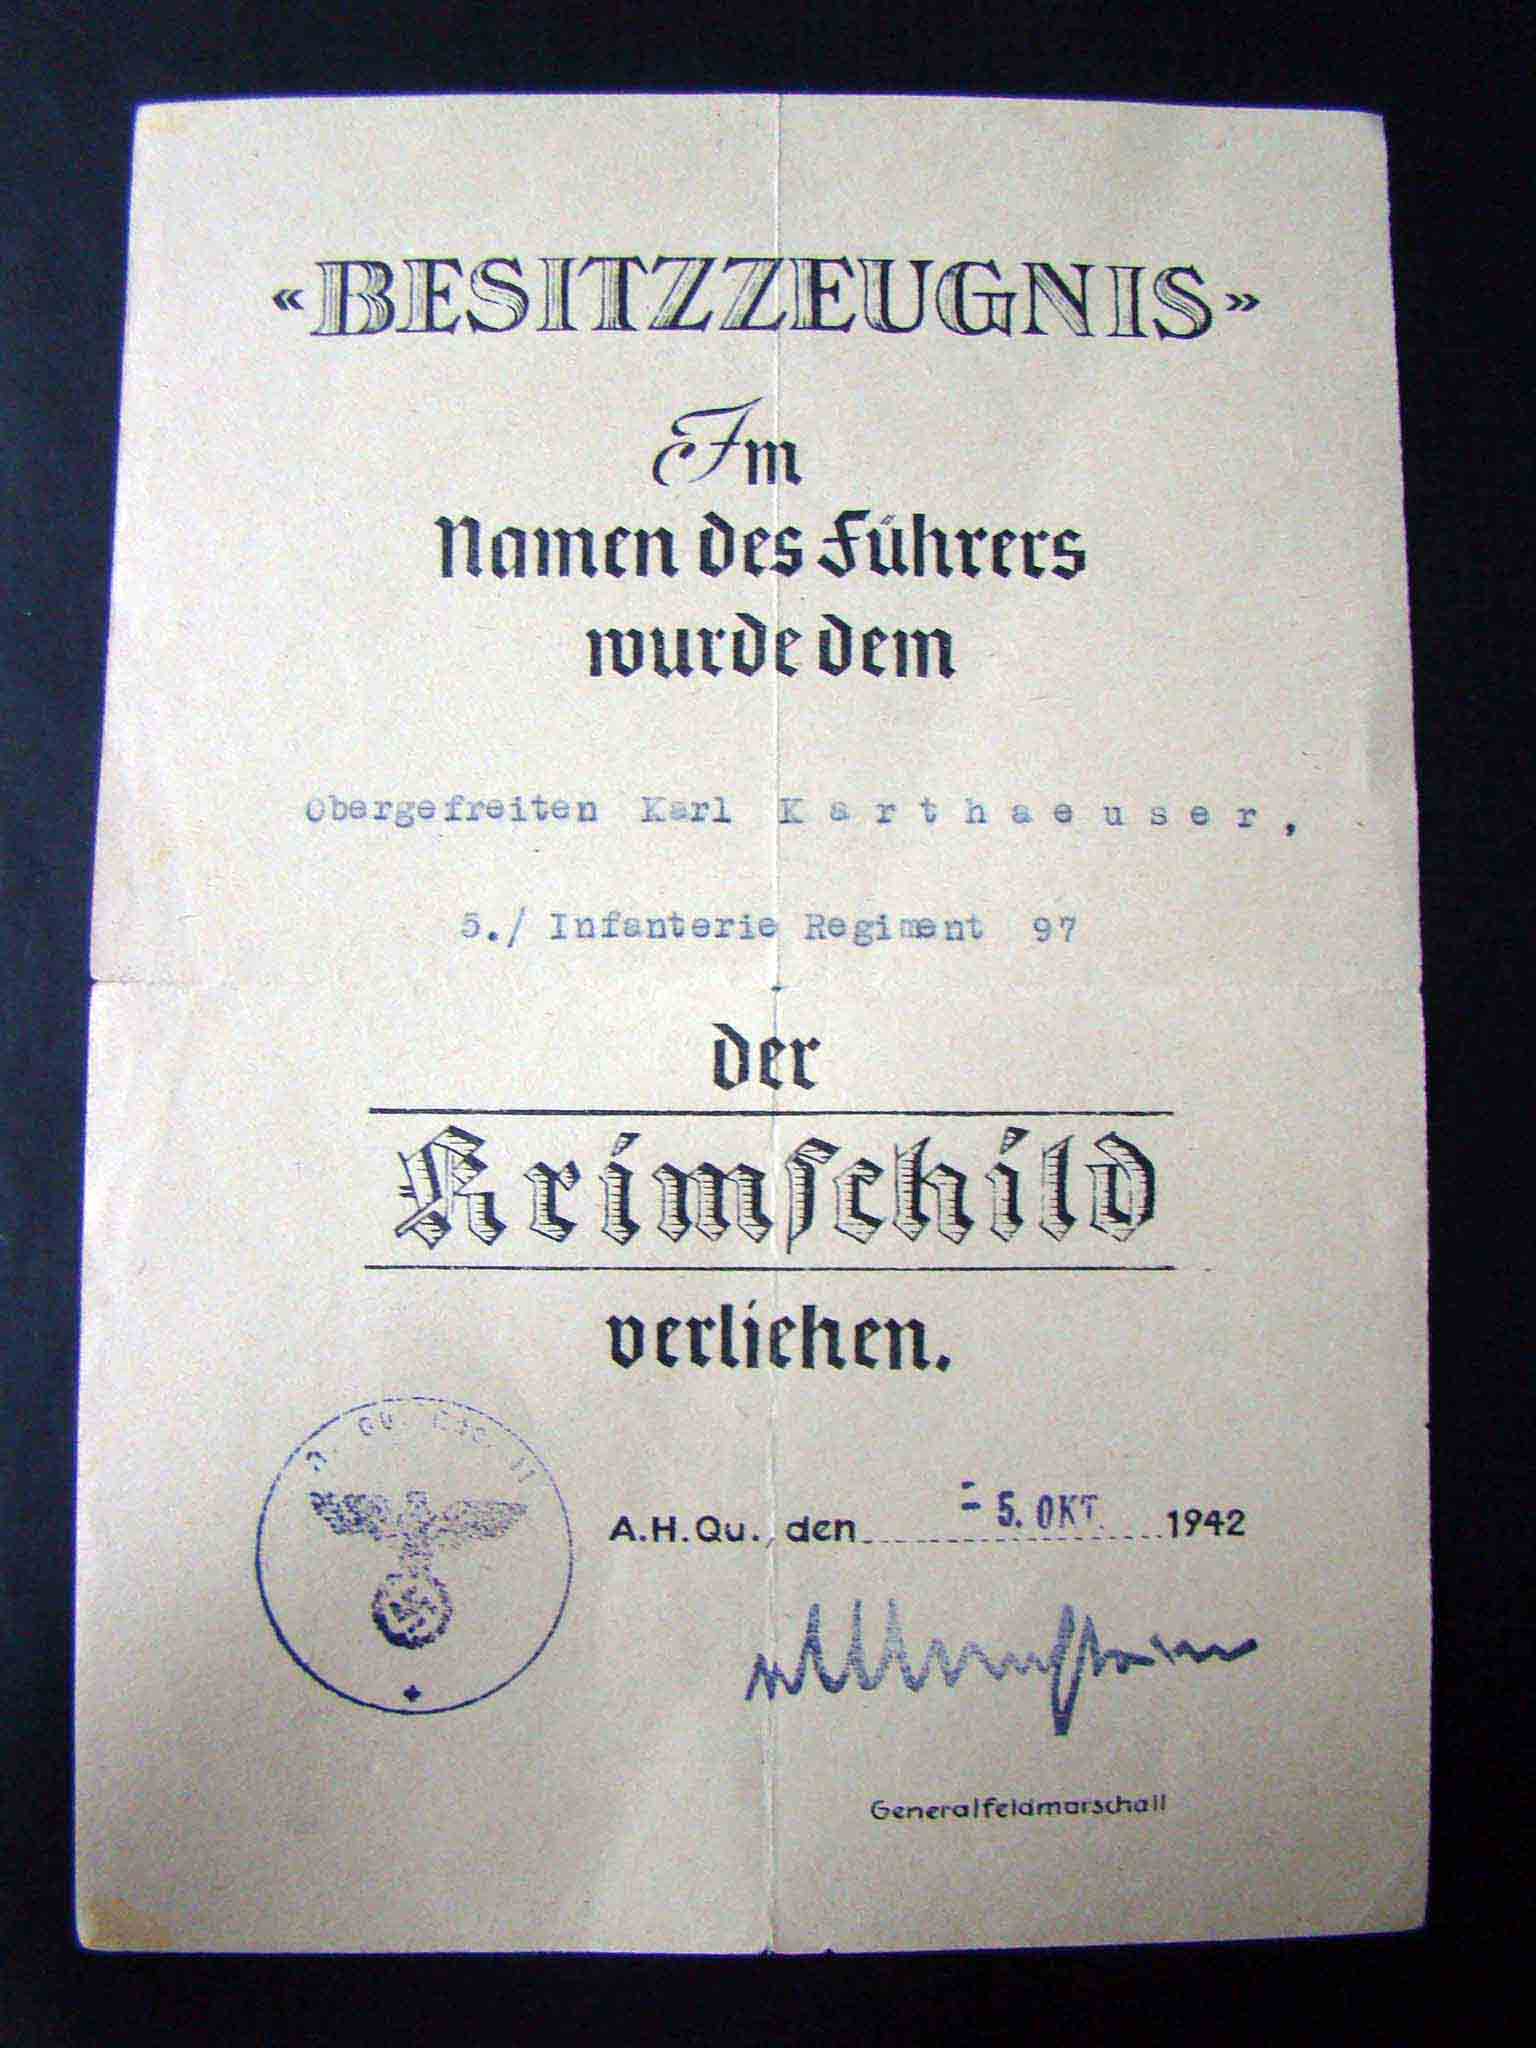 «BESITZZEUGNIS»
Im
Namen des Führers
wurde dem
Obergefreiten Karl Karthaeuser,
5./ Infanterie Regiment 97
der
Krimschild
verliehen.
A.H.Qu., den - 5. OKT. 1942
v. Manstein
Generalfeldmarschall